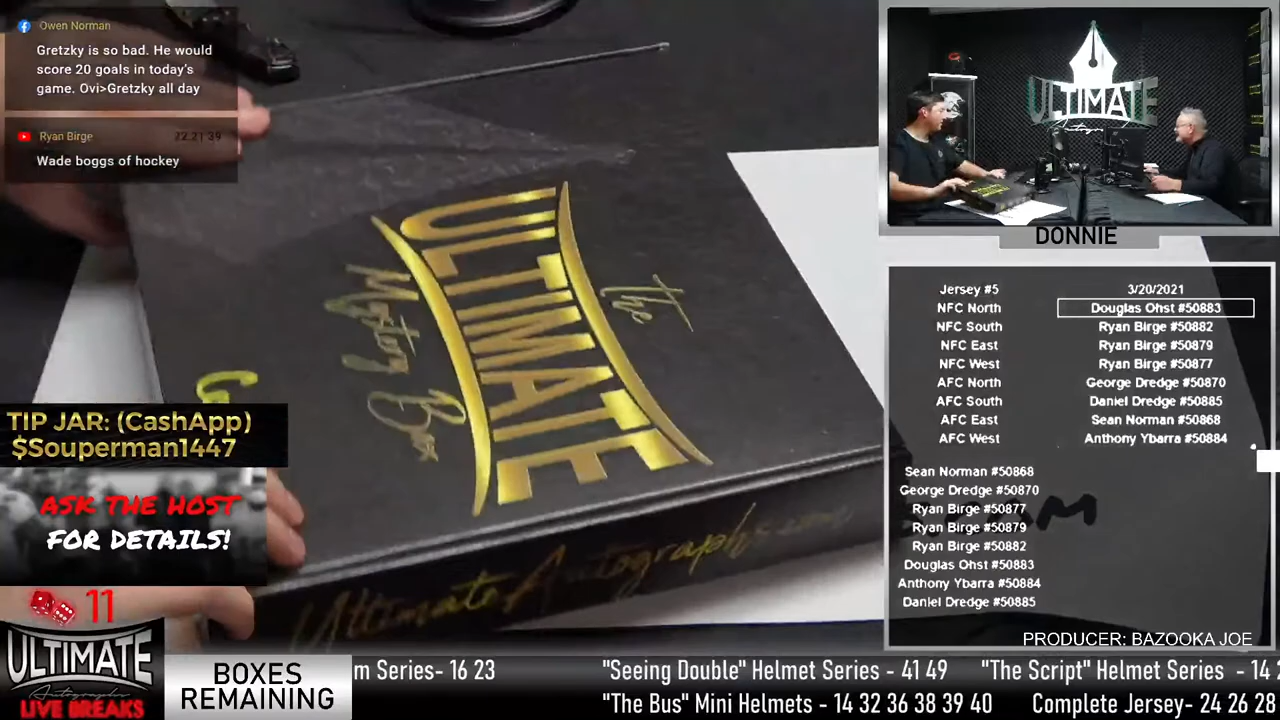 Owen Norman
Gretzky is so bad. He would
score 20 goals in today's
game. Ovi>Gretzky all day
Ryan Birge 22:21:39
Wade boggs of hockey
the
ULTIMATE
Mystery Box
UltimateAutographs.com
TIP JAR: (CashApp)
$Souperman1447
ASK THE HOST
FOR DETAILS!
11
ULTIMATE
Autographs
LIVE BREAKS
ULTIMATE
Autographs
DONNIE
Jersey #5 3/20/2021
NFC North Douglas Ohst #50883
NFC South Ryan Birge #50882
NFC East Ryan Birge #50879
NFC West Ryan Birge #50877
AFC North George Dredge #50870
AFC South Daniel Dredge #50885
AFC East Sean Norman #50868
AFC West Anthony Ybarra #50884
Sean Norman #50868
George Dredge #50870
Ryan Birge #50877
Ryan Birge #50879
Ryan Birge #50882
Douglas Ohst #50883
Anthony Ybarra #50884
Daniel Dredge #50885
PRODUCER: BAZOOKA JOE
BOXES
REMAINING
m Series- 16 23 "Seeing Double" Helmet Series - 41 49 "The Script" Helmet Series - 14 2
"The Bus" Mini Helmets - 14 32 36 38 39 40 Complete Jersey- 24 26 28